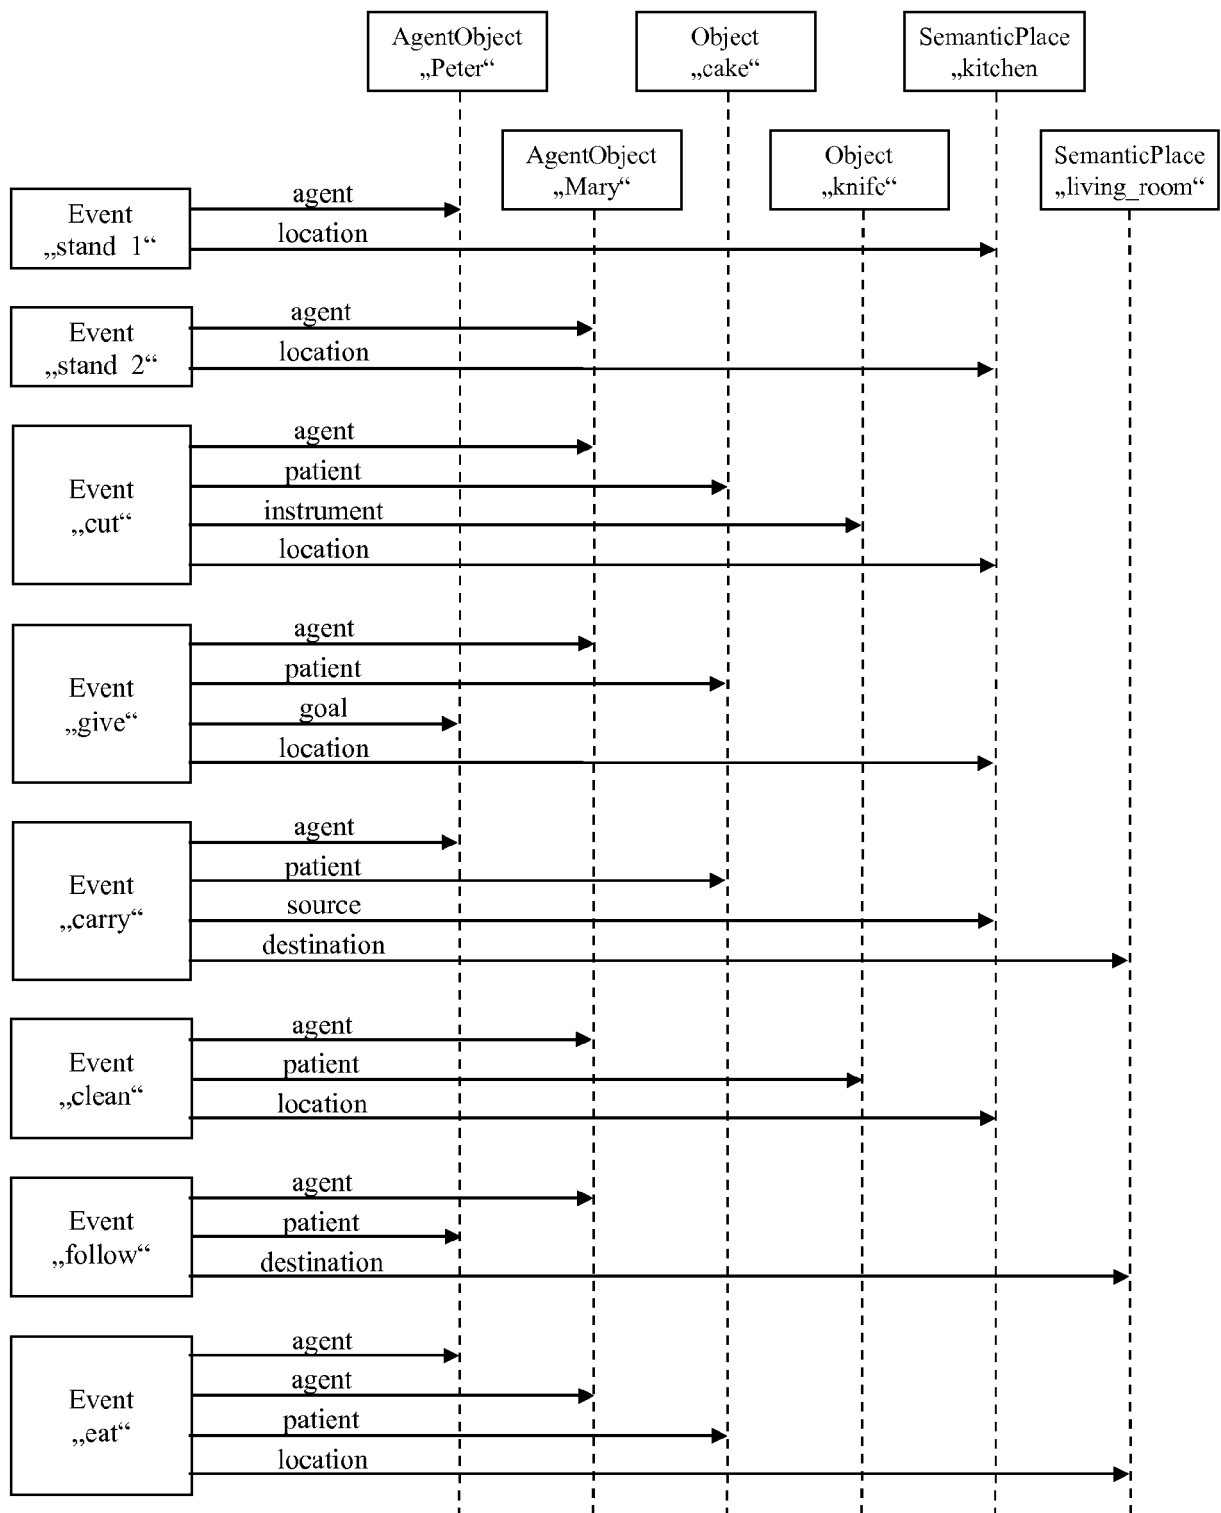 AgentObject
„Peter“
Object
„cake“
SemanticPlace
„kitchen
AgentObject
„Mary“
Object
„knife“
SemanticPlace
„living_room“
Event
„stand_1“
agent
location
Event
„stand_2“
agent
location
Event
„cut“
agent
patient
instrument
location
Event
„give“
agent
patient
goal
location
Event
„carry“
agent
patient
source
destination
Event
„clean“
agent
patient
location
Event
„follow“
agent
patient
destination
Event
„eat“
agent
agent
patient
location